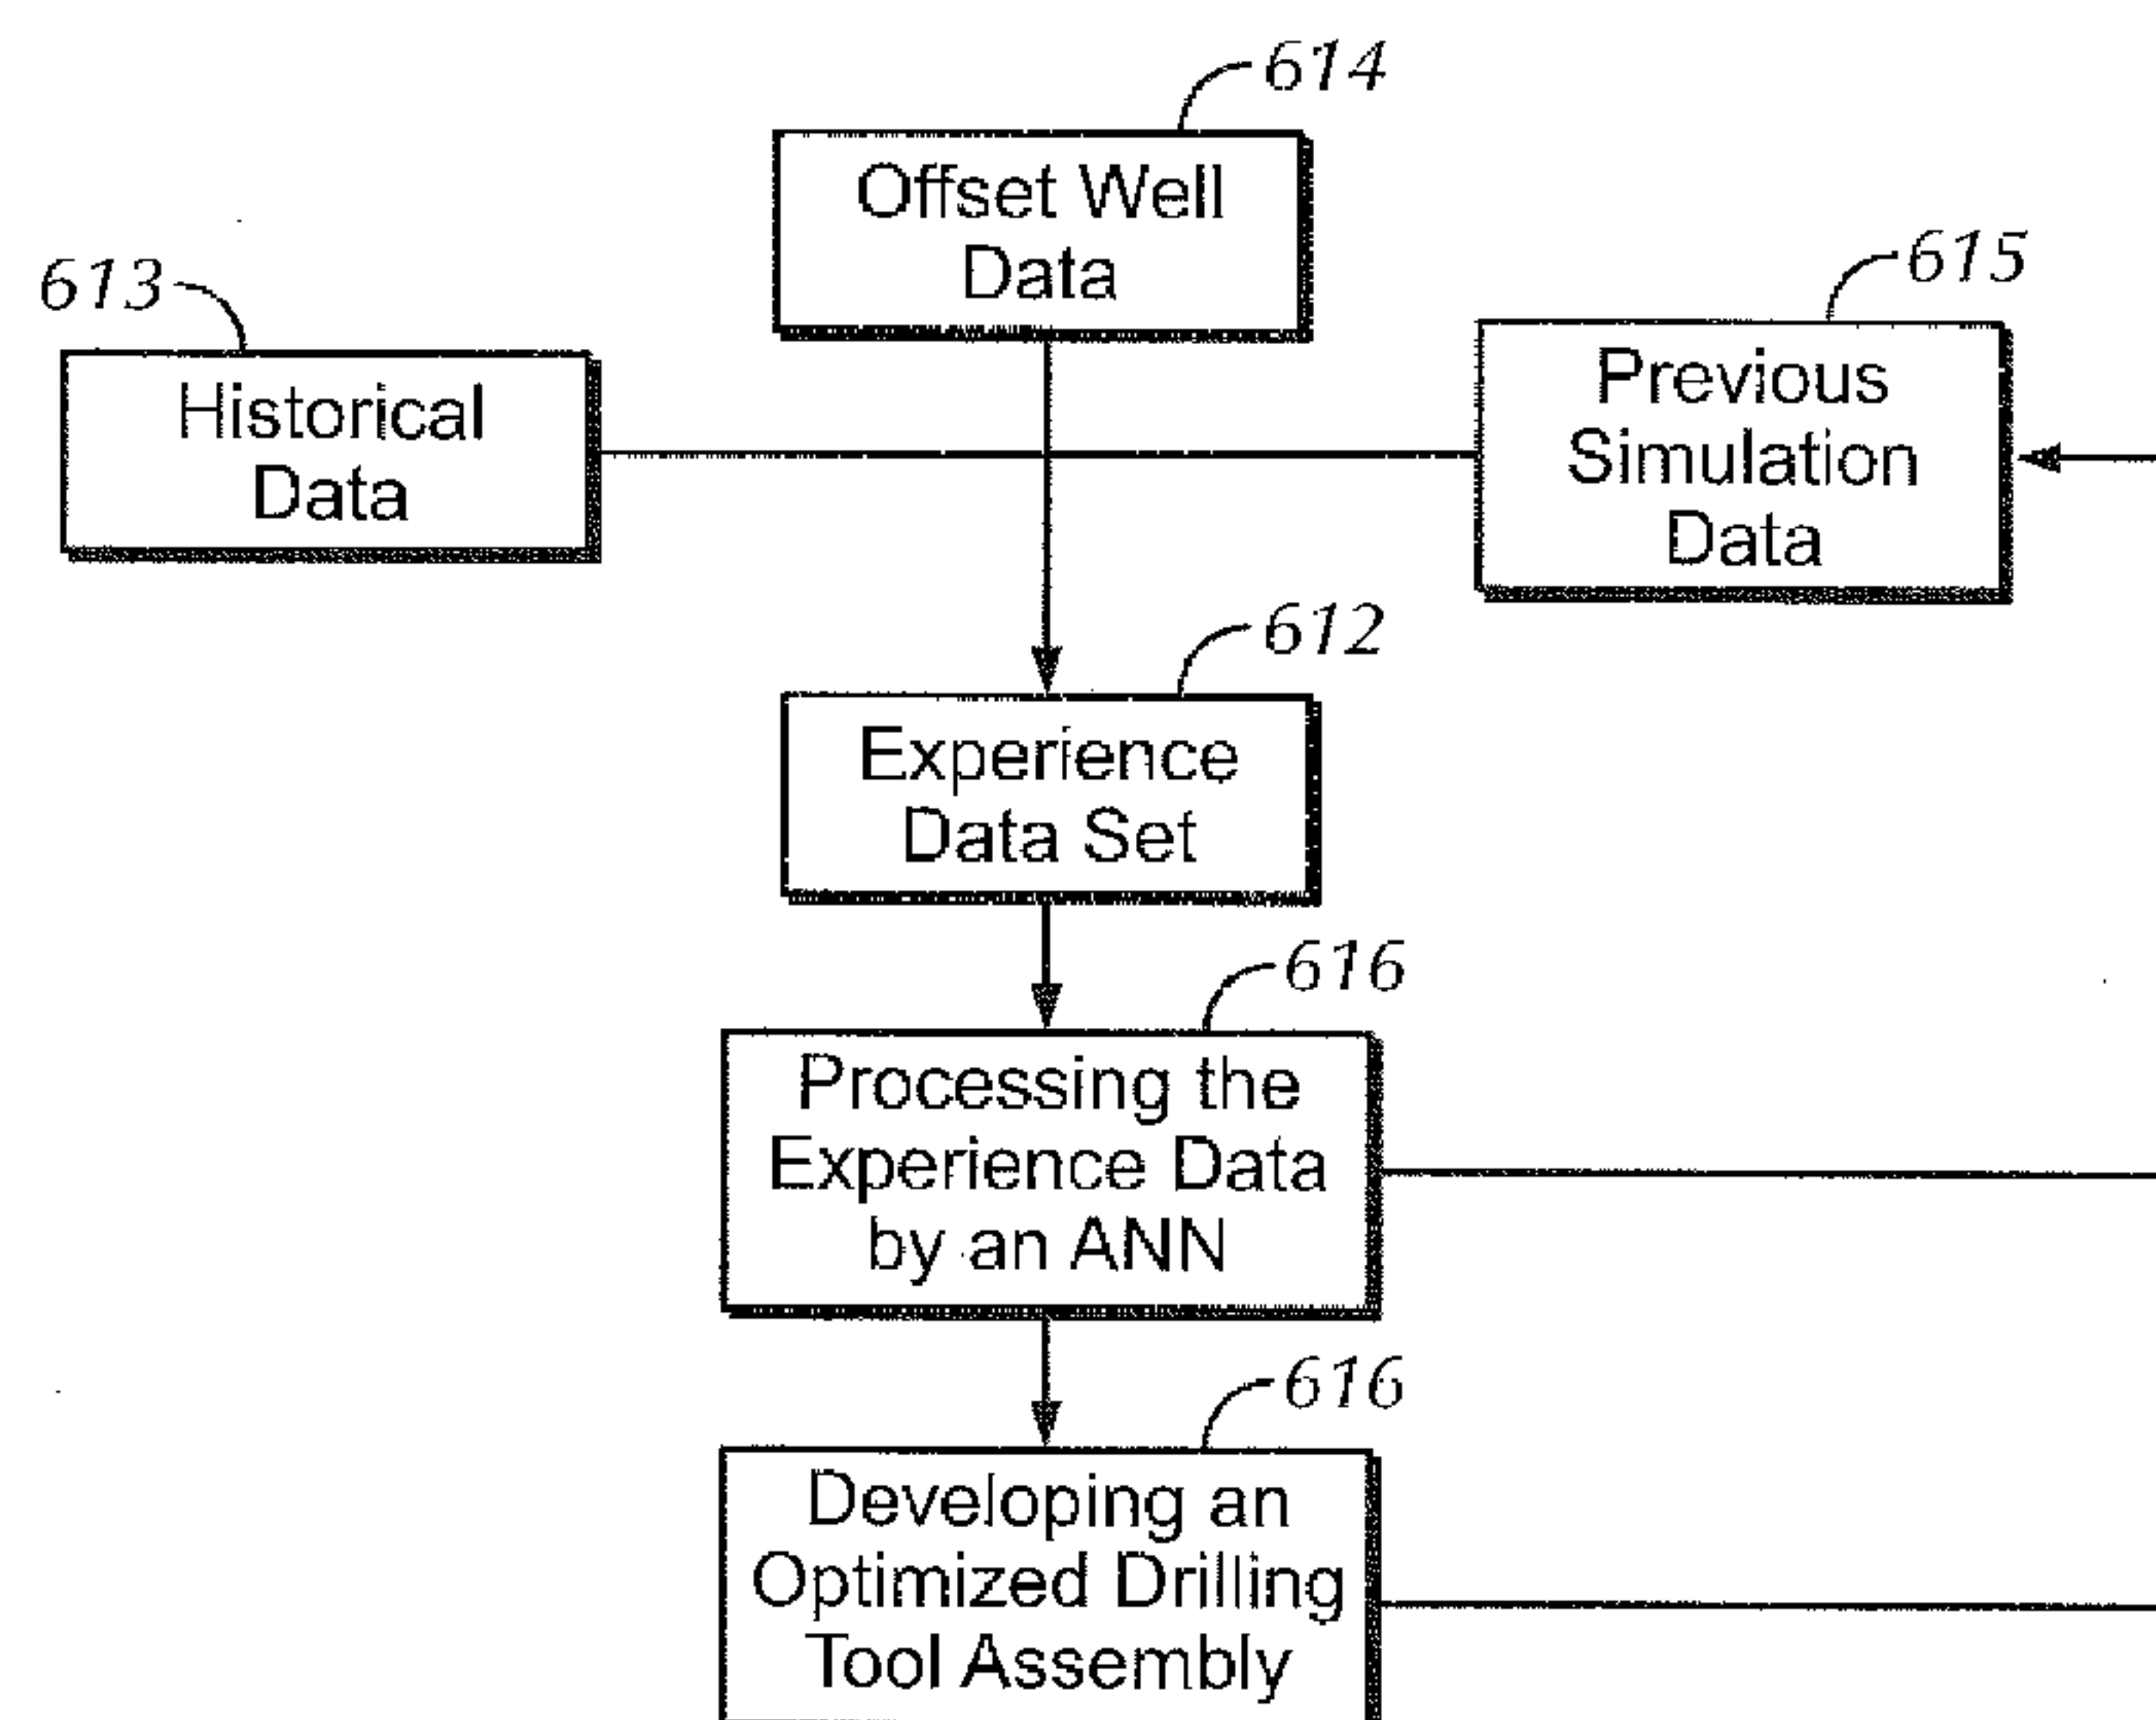 614
Offset Well
Data
613
Historical
Data
615
Previous
Simulation
Data
612
Experience
Data Set
616
Processing the
Experience Data
by an ANN
616
Developing an
Optimized Drilling
Tool Assembly